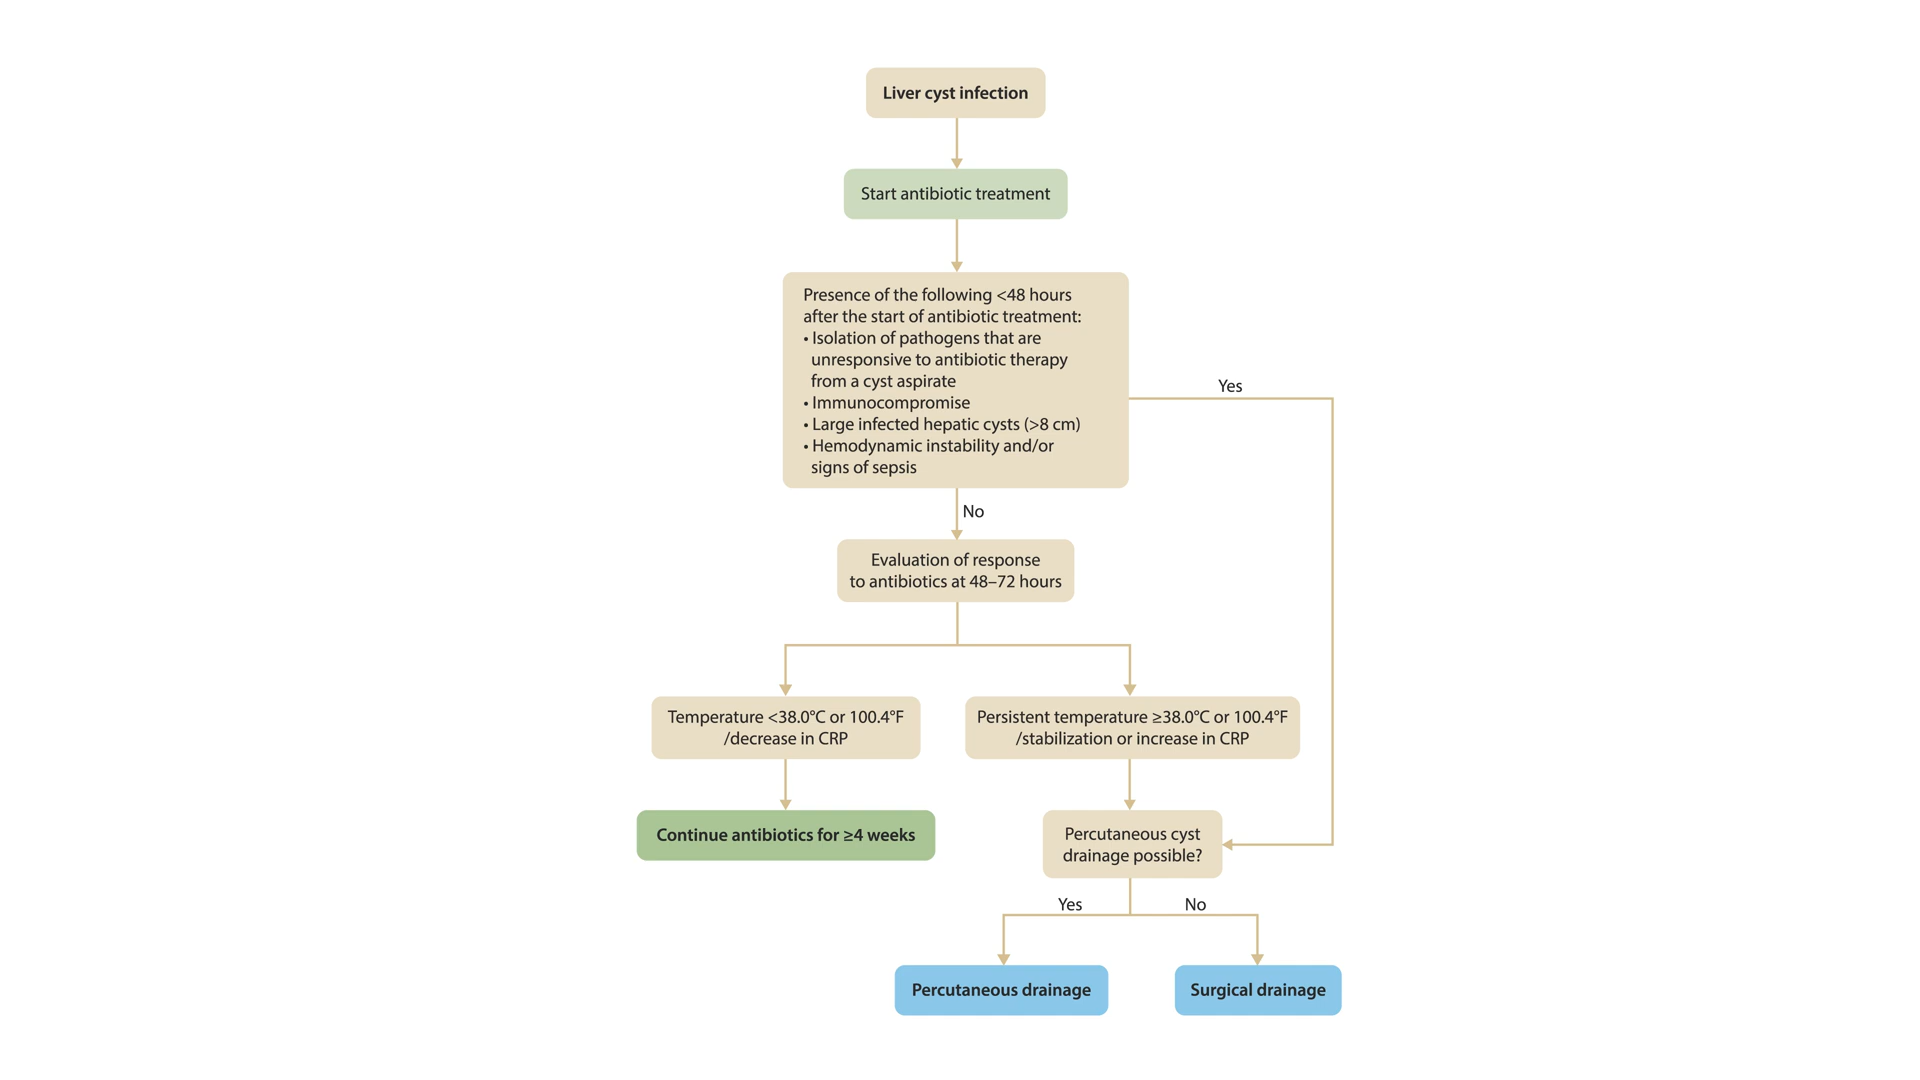 Liver cyst infection
Start antibiotic treatment
Presence of the following <48 hours
after the start of antibiotic treatment:
• Isolation of pathogens that are
unresponsive to antibiotic therapy
from a cyst aspirate
• Immunocompromise
• Large infected hepatic cysts (>8 cm)
• Hemodynamic instability and/or
signs of sepsis
Yes
No
Evaluation of response
to antibiotics at 48–72 hours
Temperature <38.0°C or 100.4°F
/decrease in CRP
Persistent temperature ≥38.0°C or 100.4°F
/stabilization or increase in CRP
Continue antibiotics for ≥4 weeks
Percutaneous cyst
drainage possible?
Yes
No
Percutaneous drainage
Surgical drainage